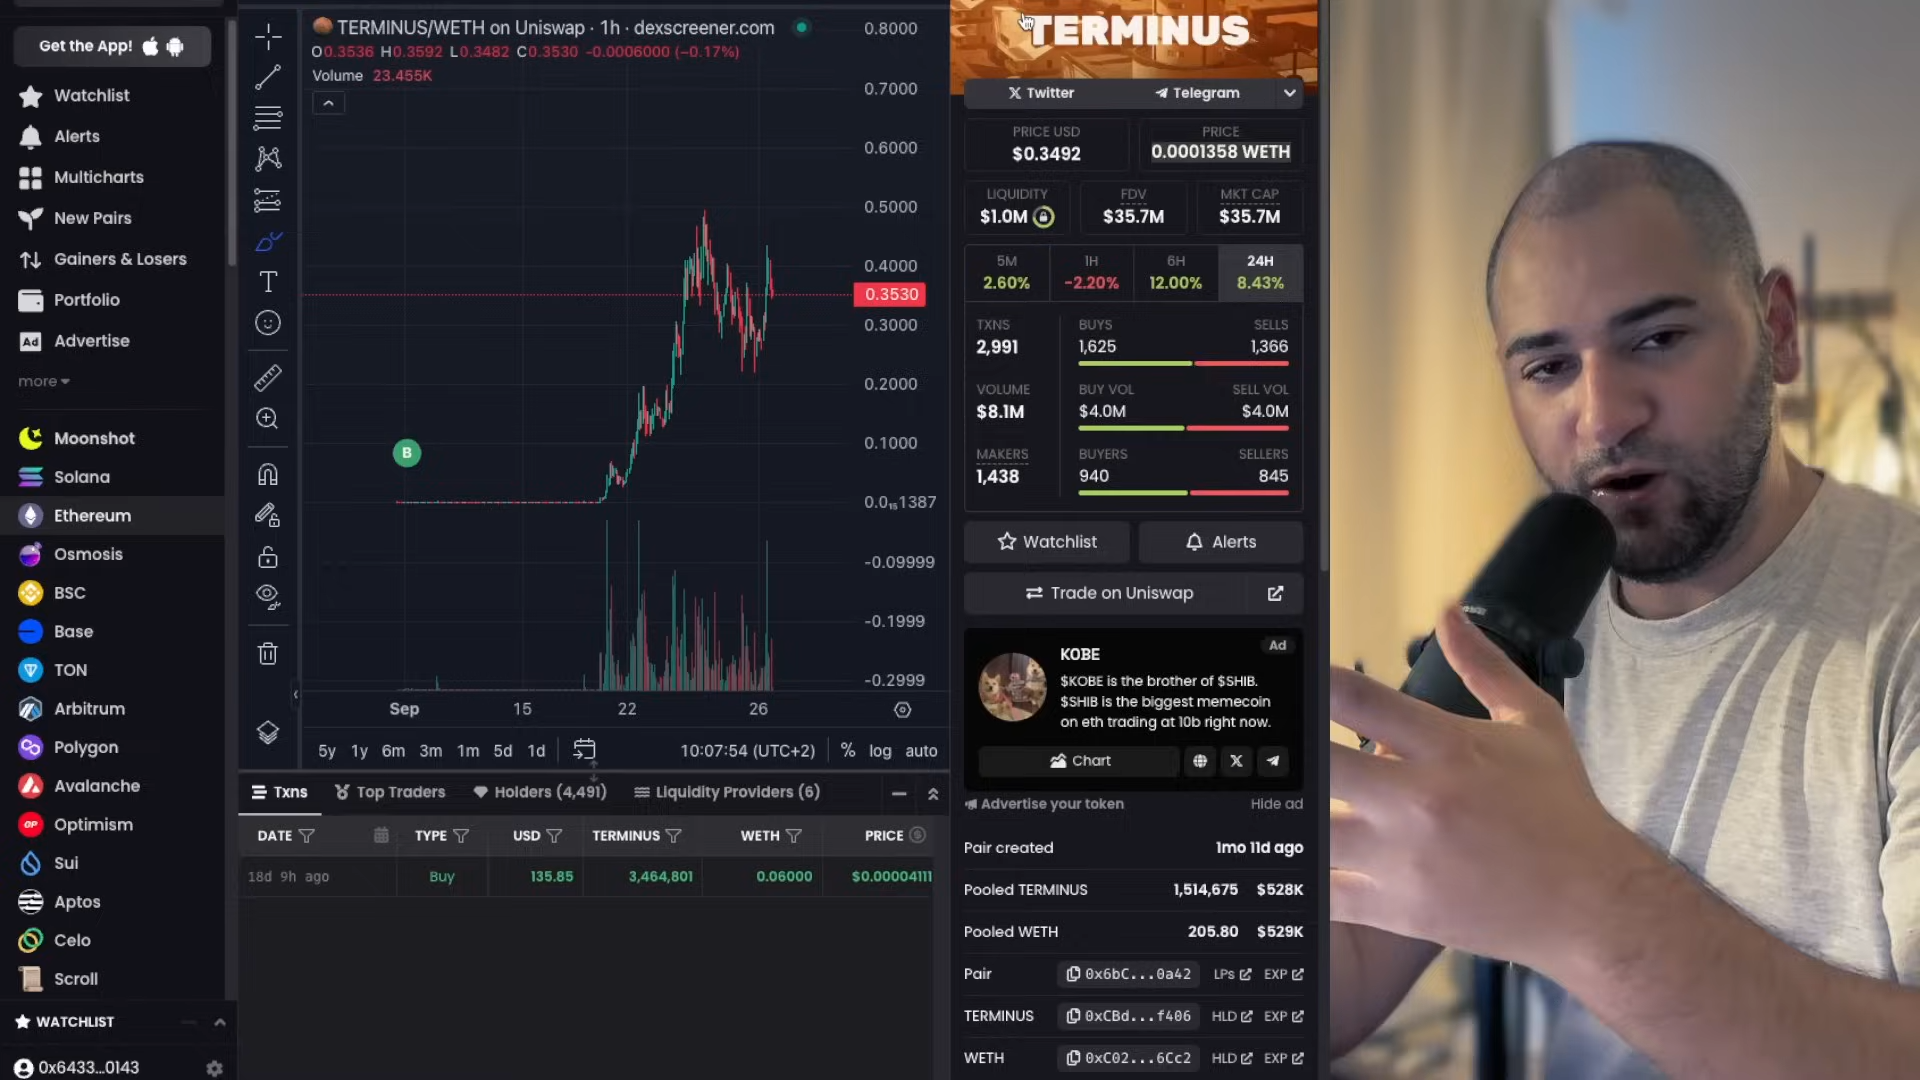 Get the App!
Watchlist
Alerts
Multicharts
New Pairs
Gainers & Losers
Portfolio
Ad Advertise
more
Moonshot
Solana
Ethereum
Osmosis
BSC
Base
TON
Arbitrum
Polygon
Avalanche
OP Optimism
Sui
Aptos
Celo
Scroll
WATCHLIST
0x6433...0143
TERMINUS/WETH on Uniswap · 1h · dexscreener.com
O0.3536 H0.3592 L0.3482 C0.3530 -0.0006000 (−0.17%)
Volume 23.455K
0.8000
0.7000
0.6000
0.5000
0.4000
0.3530
0.3000
0.2000
0.1000
0.0₁₅1387
-0.09999
-0.1999
-0.2999
B
Sep 15 22 26
5y 1y 6m 3m 1m 5d 1d 10:07:54 (UTC+2) % log auto
Txns Top Traders Holders (4,491) Liquidity Providers (6)
DATE TYPE USD TERMINUS WETH PRICE
18d 9h ago Buy 135.85 3,464,801 0.06000 $0.00004111
TERMINUS
Twitter Telegram
PRICE USD PRICE
$0.3492 0.0001358 WETH
LIQUIDITY FDV MKT CAP
$1.0M $35.7M $35.7M
5M 1H 6H 24H
2.60% -2.20% 12.00% 8.43%
TXNS BUYS SELLS
2,991 1,625 1,366
VOLUME BUY VOL SELL VOL
$8.1M $4.0M $4.0M
MAKERS BUYERS SELLERS
1,438 940 845
Watchlist Alerts
Trade on Uniswap
Ad
KOBE
$KOBE is the brother of $SHIB.
$SHIB is the biggest memecoin
on eth trading at 10b right now.
Chart
Advertise your token Hide ad
Pair created 1mo 11d ago
Pooled TERMINUS 1,514,675 $528K
Pooled WETH 205.80 $529K
Pair 0x6bC...0a42 LPs EXP
TERMINUS 0xCBd...f406 HLD EXP
WETH 0xC02...6Cc2 HLD EXP